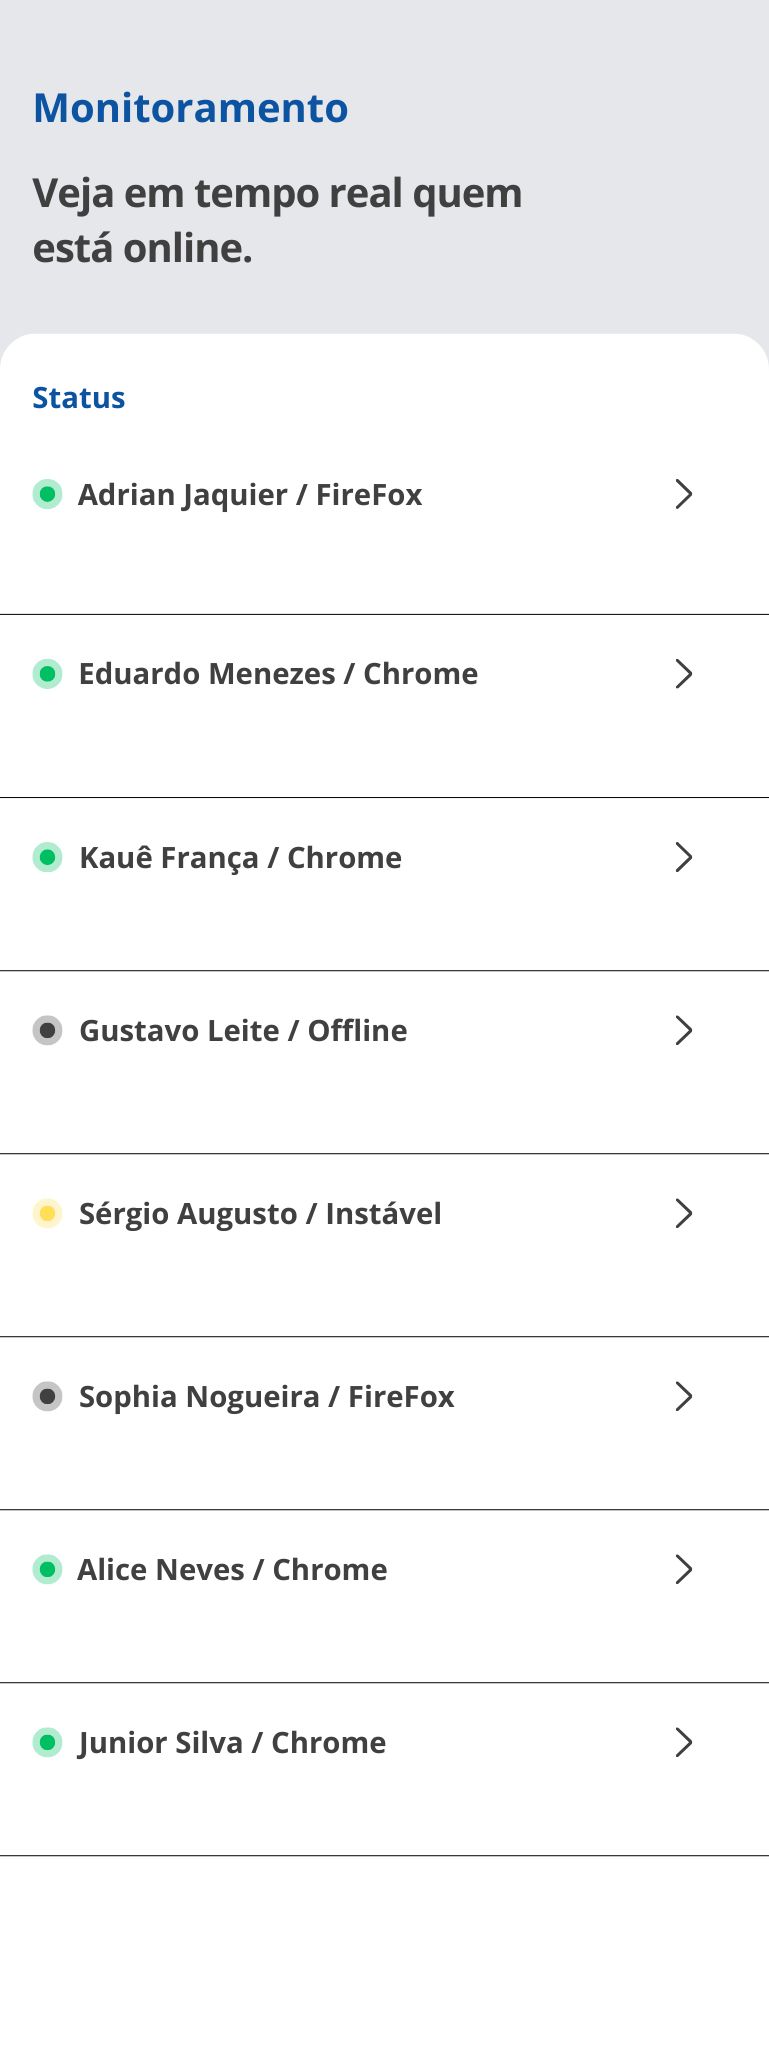 Monitoramento
Veja em tempo real quem
está online.
Status
Adrian Jaquier / FireFox
Eduardo Menezes / Chrome
Kauê França / Chrome
Gustavo Leite / Offline
Sérgio Augusto / Instável
Sophia Nogueira / FireFox
Alice Neves / Chrome
Junior Silva / Chrome